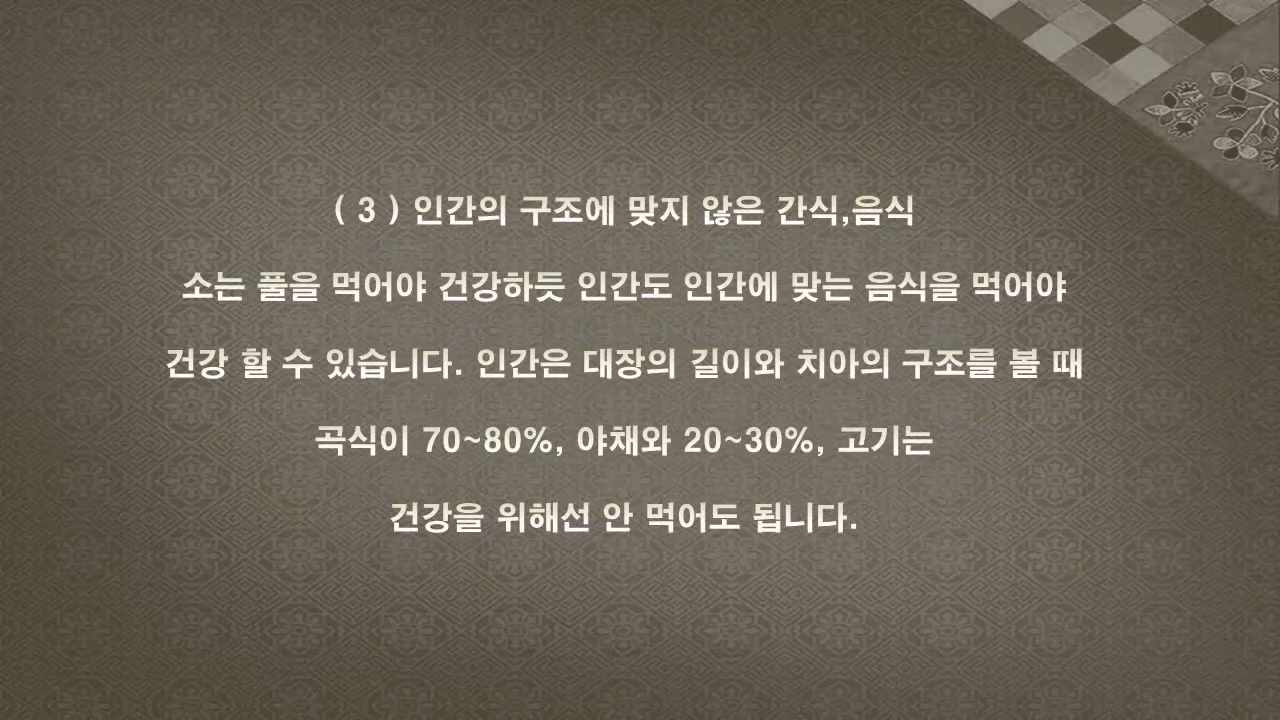 ( 3 ) 인간의 구조에 맞지 않은 간식,음식
소는 풀을 먹어야 건강하듯 인간도 인간에 맞는 음식을 먹어야
건강 할 수 있습니다. 인간은 대장의 길이와 치아의 구조를 볼 때
곡식이 70~80%, 야채와 20~30%, 고기는
건강을 위해선 안 먹어도 됩니다.